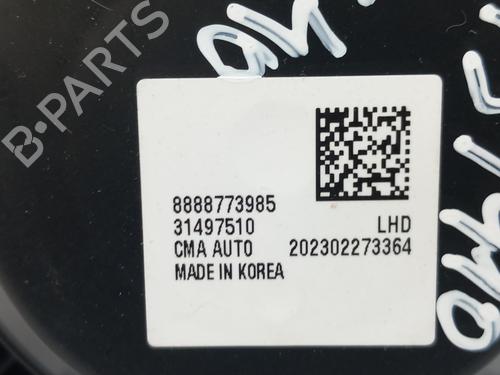 B-PARTS
8888773985
31497510 LHD
CMA AUTO 202302273364
MADE IN KOREA